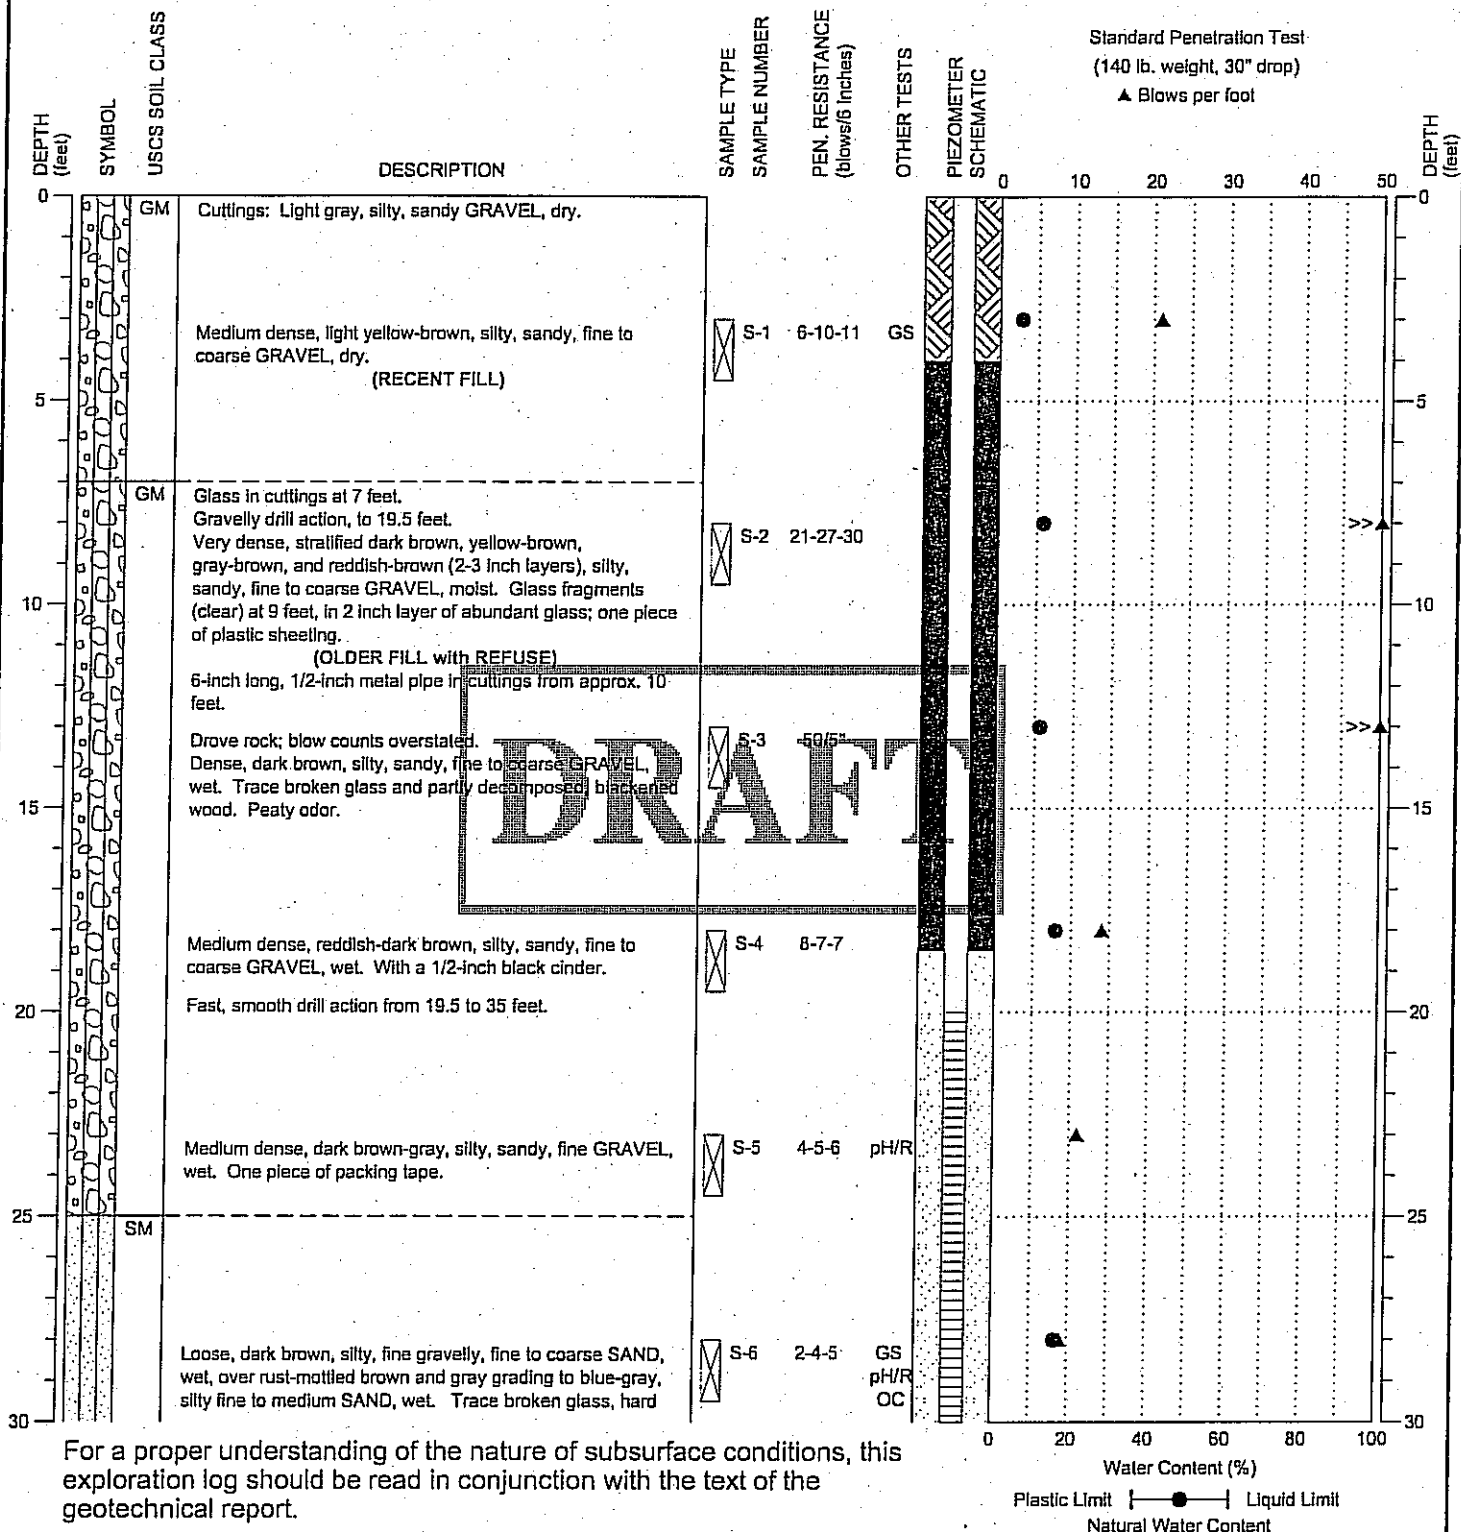 Standard Penetration Test
(140 lb. weight, 30" drop)
▲ Blows per foot
DEPTH
(feet)
SYMBOL
USCS SOIL CLASS
DESCRIPTION
SAMPLE TYPE
SAMPLE NUMBER
PEN. RESISTANCE
(blows/6 inches)
OTHER TESTS
PIEZOMETER
SCHEMATIC
DEPTH
(feet)
0 10 20 30 40 50
0 GM Cuttings: Light gray, silty, sandy GRAVEL, dry. 0
Medium dense, light yellow-brown, silty, sandy, fine to S-1 6-10-11 GS
coarse GRAVEL, dry.
(RECENT FILL)
5 5
GM Glass in cuttings at 7 feet.
Gravelly drill action, to 19.5 feet.
Very dense, stratified dark brown, yellow-brown, S-2 21-27-30 >>
gray-brown, and reddish-brown (2-3 inch layers), silty,
sandy, fine to coarse GRAVEL, moist. Glass fragments
10 (clear) at 9 feet, in 2 inch layer of abundant glass; one piece 10
of plastic sheeting.
(OLDER FILL with REFUSE)
6-inch long, 1/2-inch metal pipe in cuttings from approx. 10
feet.
Drove rock; blow counts overstated. S-3 50/5" >>
Dense, dark brown, silty, sandy, fine to coarse GRAVEL,
wet. Trace broken glass and partly decomposed, blackened
15 wood. Peaty odor. 15
DRAFT
Medium dense, reddish-dark brown, silty, sandy, fine to S-4 8-7-7
coarse GRAVEL, wet. With a 1/2-inch black cinder.
20 Fast, smooth drill action from 19.5 to 35 feet. 20
Medium dense, dark brown-gray, silty, sandy, fine GRAVEL, S-5 4-5-6 pH/R
wet. One piece of packing tape.
25 SM 25
Loose, dark brown, silty, fine gravelly, fine to coarse SAND, S-6 2-4-5 GS
wet, over rust-mottled brown and gray grading to blue-gray, pH/R
silty fine to medium SAND, wet. Trace broken glass, hard OC
30 30
0 20 40 60 80 100
Water Content (%)
Plastic Limit Liquid Limit
Natural Water Content
For a proper understanding of the nature of subsurface conditions, this
exploration log should be read in conjunction with the text of the
geotechnical report.